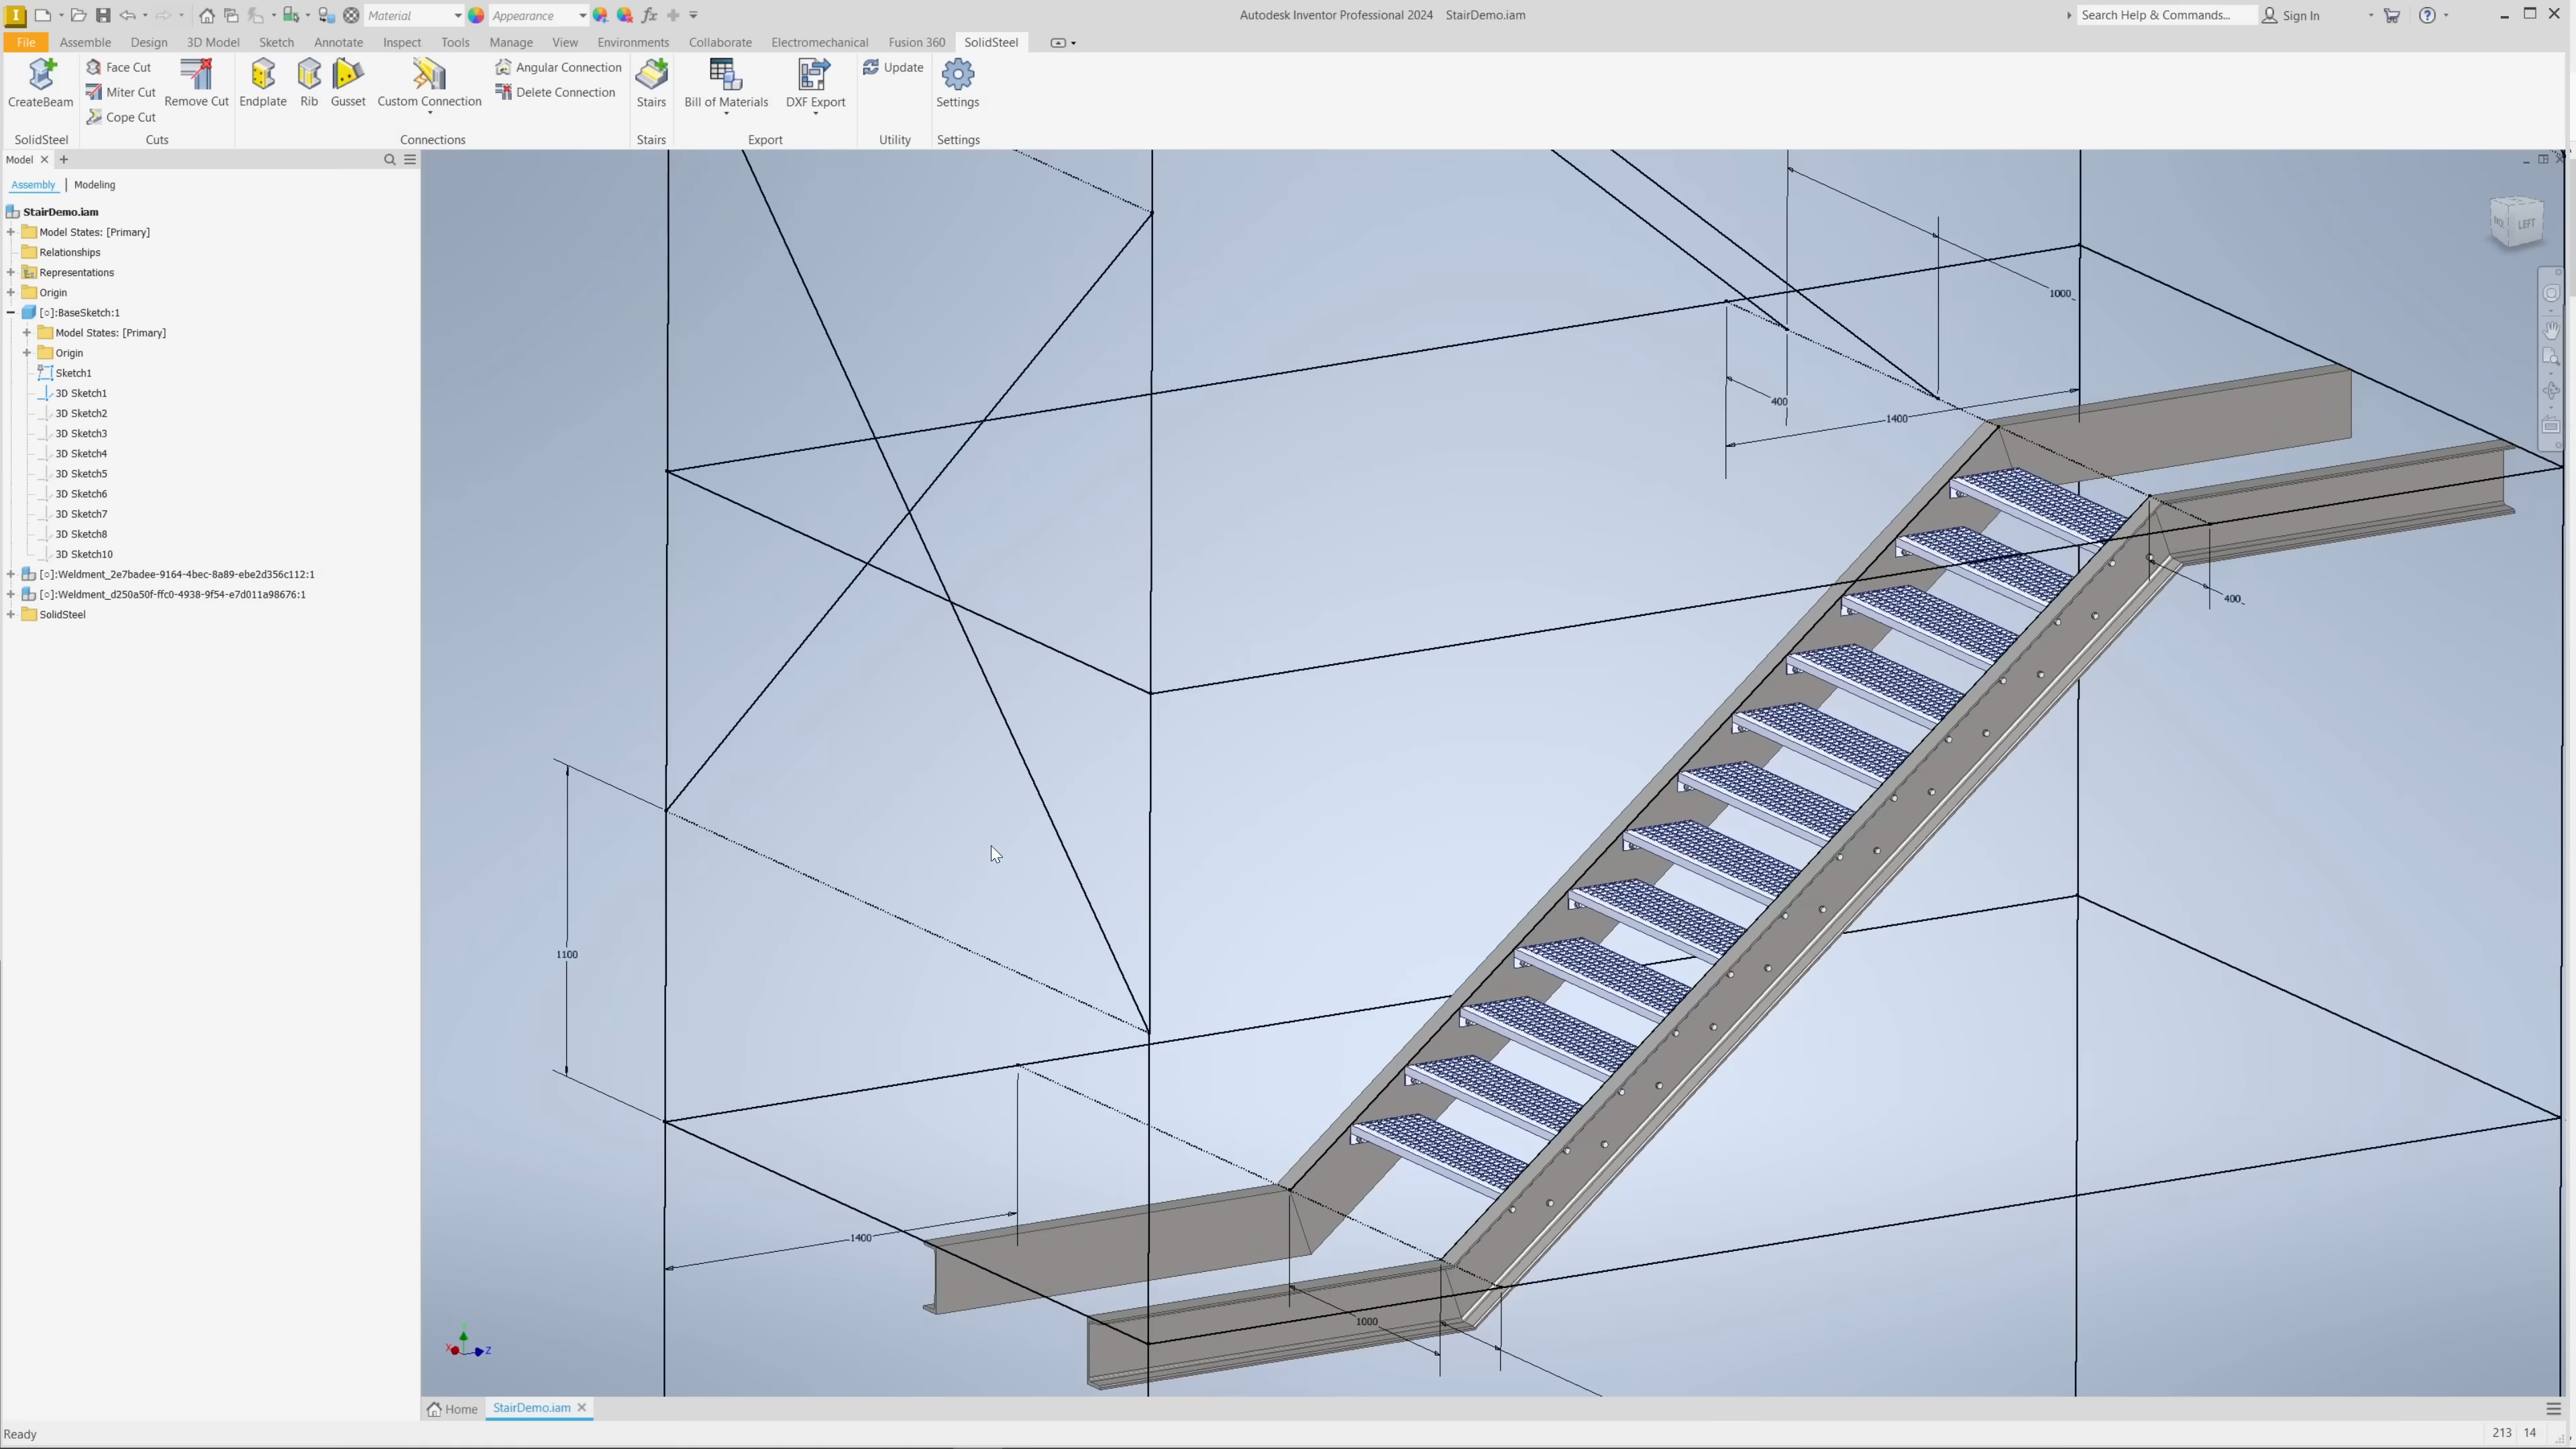 Material
Appearance
fx
Autodesk Inventor Professional 2024 StairDemo.iam
Search Help & Commands...
Sign In
File
Assemble
Design
3D Model
Sketch
Annotate
Inspect
Tools
Manage
View
Environments
Collaborate
Electromechanical
Fusion 360
SolidSteel
CreateBeam
Face Cut
Miter Cut
Cope Cut
Remove Cut
Endplate
Rib
Gusset
Custom Connection
Angular Connection
Delete Connection
Stairs
Bill of Materials
DXF Export
Update
Settings
SolidSteel
Cuts
Connections
Stairs
Export
Utility
Settings
Model
Assembly
Modeling
StairDemo.iam
Model States: [Primary]
Relationships
Representations
Origin
[○]:BaseSketch:1
Model States: [Primary]
Origin
Sketch1
3D Sketch1
3D Sketch2
3D Sketch3
3D Sketch4
3D Sketch5
3D Sketch6
3D Sketch7
3D Sketch8
3D Sketch10
[○]:Weldment_2e7badee-9164-4bec-8a89-ebe2d356c112:1
[○]:Weldment_d250a50f-ffc0-4938-9f54-e7d011a98676:1
SolidSteel
LEFT
1000
400
1400
400
1100
1400
1000
X
Z
Home
StairDemo.iam
Ready
213 14